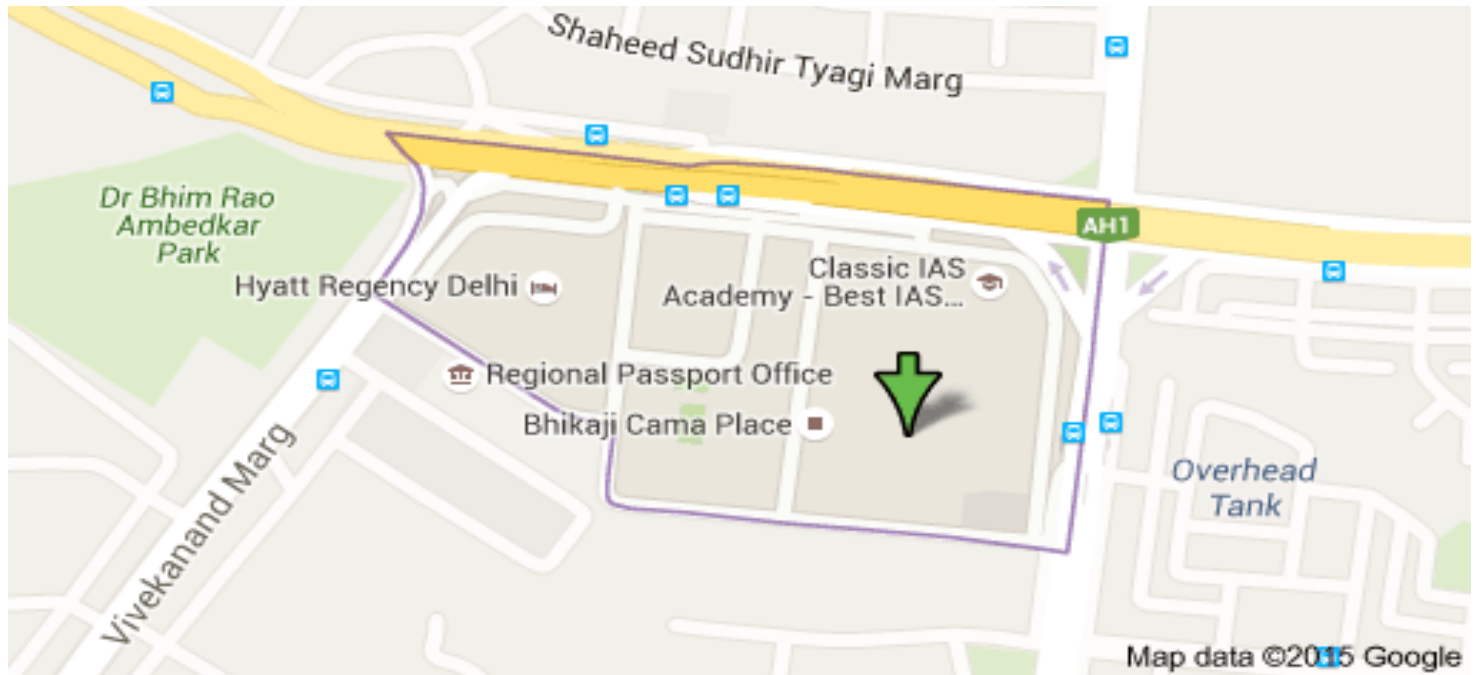 Shaheed Sudhir Tyagi Marg
Dr Bhim Rao
Ambedkar
Park
AH1
Hyatt Regency Delhi
Classic IAS
Academy - Best IAS...
Regional Passport Office
Bhikaji Cama Place
Vivekanand Marg
Overhead
Tank
Map data ©2015 Google